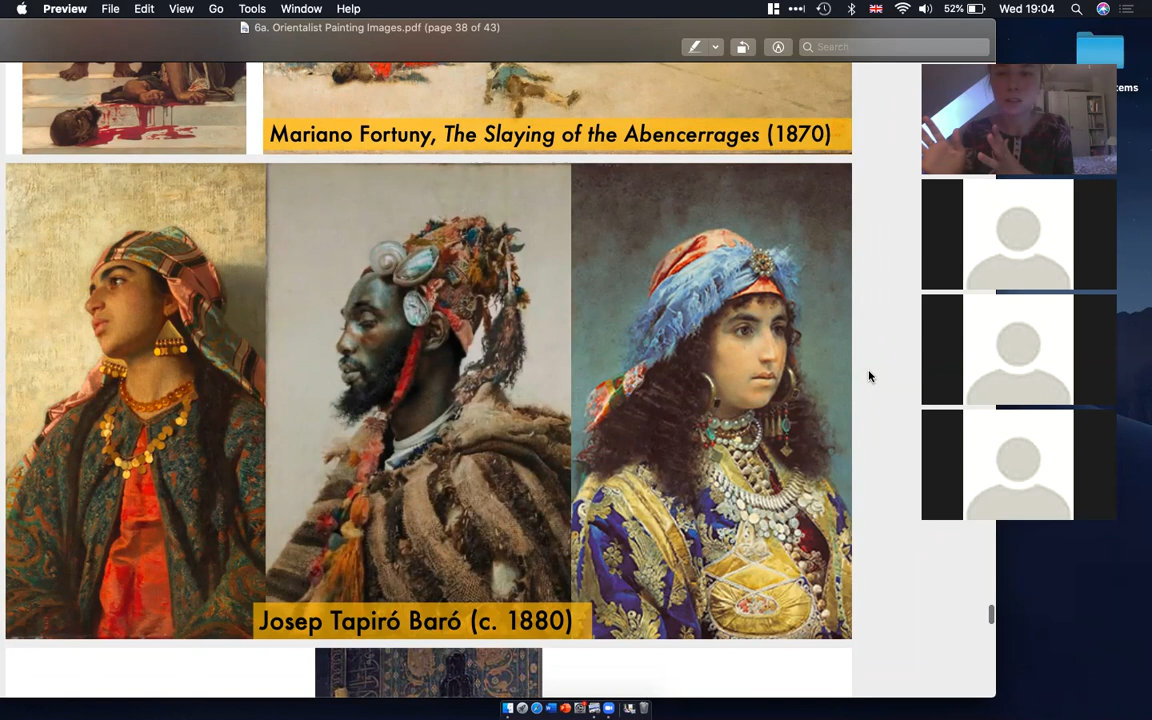 Preview File Edit View Go Tools Window Help
52% Wed 19:04
6a. Orientalist Painting Images.pdf (page 38 of 43)
Search
tems
Mariano Fortuny, The Slaying of the Abencerrages (1870)
Josep Tapiró Baró (c. 1880)